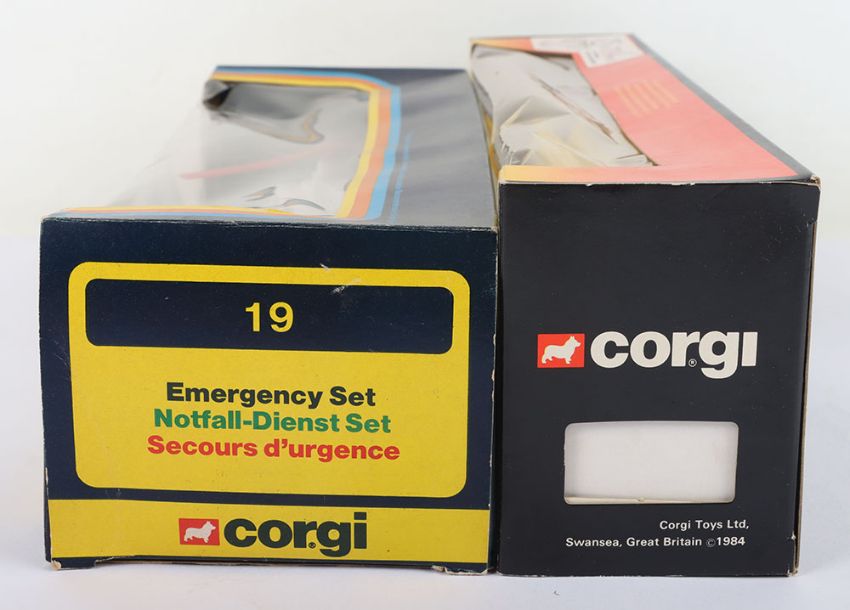 19
Emergency Set
Notfall-Dienst Set
Secours d'urgence
corgi®
corgi®
Corgi Toys Ltd,
Swansea, Great Britain ©1984